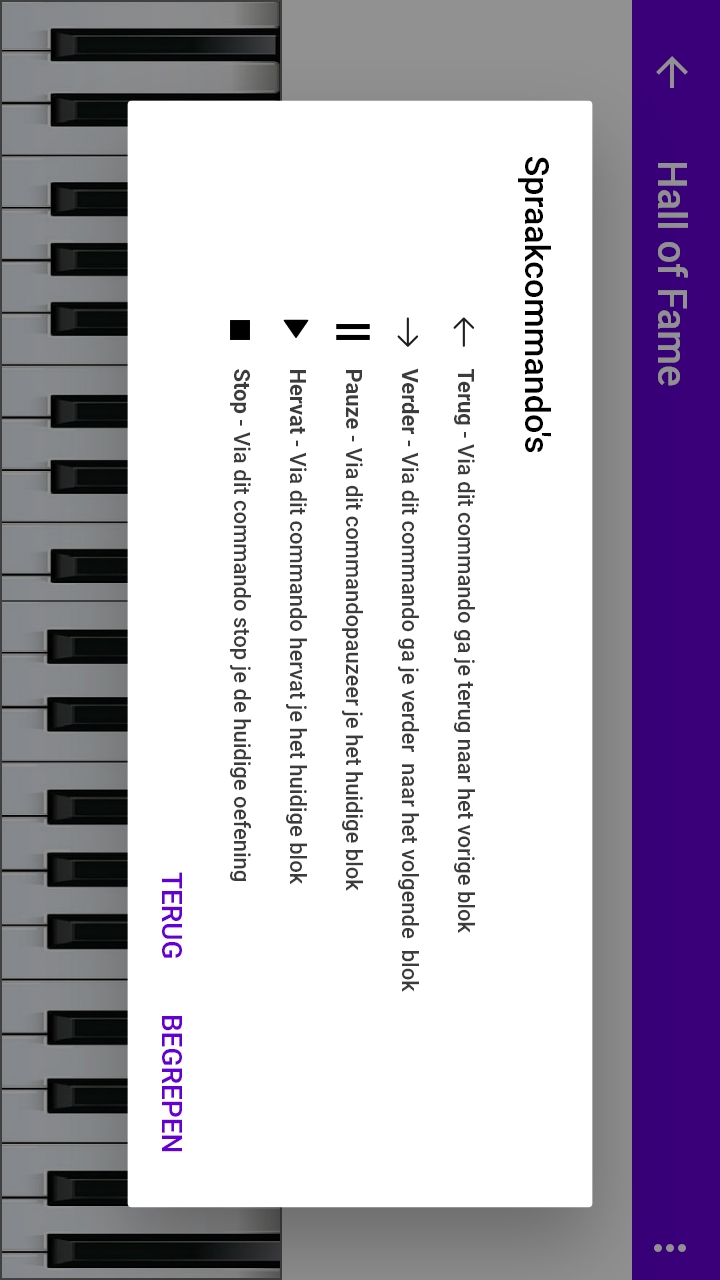 Hall of Fame
Spraakcommando's
Terug - Via dit commando ga je terug naar het vorige blok
Verder - Via dit commando ga je verder  naar het volgende  blok
Pauze - Via dit commandopauzeer je het huidige blok
Hervat - Via dit commando hervat je het huidige blok
Stop - Via dit commando stop je de huidige oefening
TERUG BEGREPEN